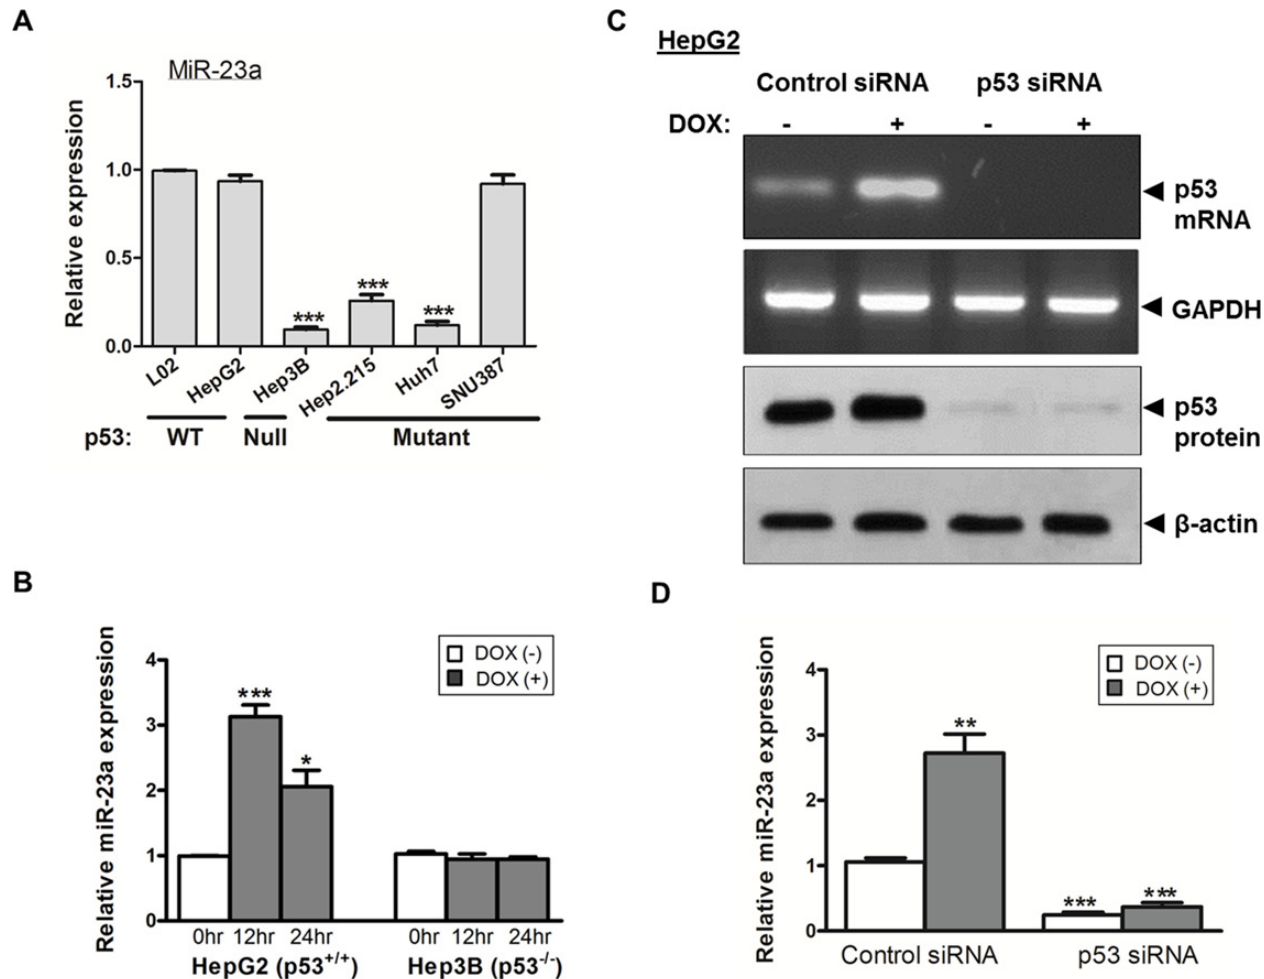 A
MiR-23a
Relative expression
1.5
1.0
0.5
0.0
***
***
***
L02
HepG2
Hep3B
Hep2.215
Huh7
SNU387
p53: WT Null Mutant
C
HepG2
Control siRNA p53 siRNA
DOX: - + - +
p53
mRNA
GAPDH
p53
protein
β-actin
B
Relative miR-23a expression
4
3
2
1
0
DOX (-)
DOX (+)
***
*
0hr 12hr 24hr 0hr 12hr 24hr
HepG2 (p53+/+) Hep3B (p53-/-)
D
Relative miR-23a expression
4
3
2
1
0
DOX (-)
DOX (+)
**
***
***
Control siRNA p53 siRNA